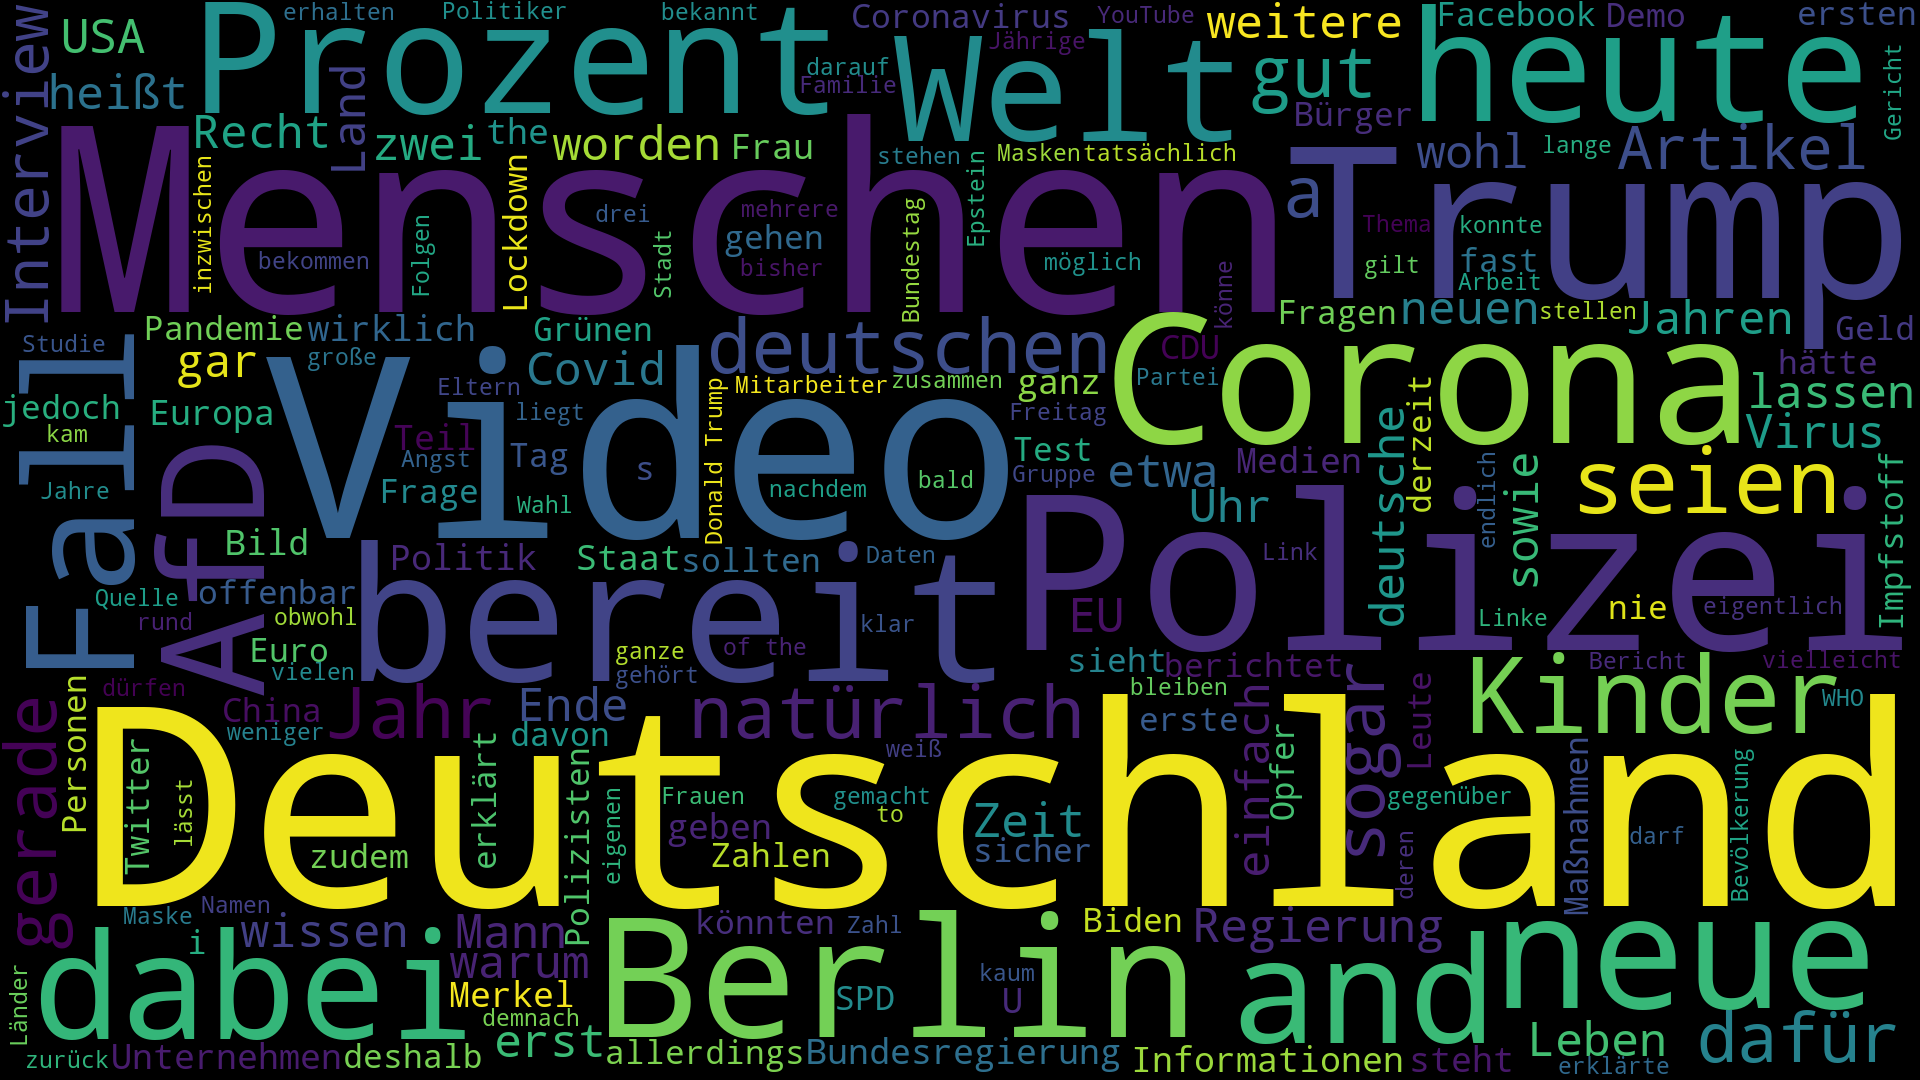 erhalten
Politiker
bekannt
Coronavirus
YouTube
weitere
Facebook
Demo
ersten
USA
Prozent
Jährige
Welt
heute
Interview
heißt
darauf
Familie
gut
Bürger
Gericht
Recht
Land
zwei
the
worden
Frau
stehen
Masken
tatsächlich
wohl
lange
Artikel
Menschen
Trump
a
inzwischen
Lockdown
drei
mehrere
Epstein
Thema
konnte
bekommen
Folgen
Stadt
gehen
bisher
Bundestag
möglich
könne
gilt
fast
Arbeit
Pandemie
wirklich
Grünen
deutschen
Fragen
neuen
stellen
Jahren
Geld
Studie
Fall
große
Covid
CDU
Corona
hätte
gar
Eltern
Donald Trump
Mitarbeiter
zusammen
ganz
Partei
lassen
jedoch
Europa
Video
liegt
Freitag
deutsche
derzeit
Virus
kam
Teil
Angst
Tag
s
Test
Medien
Jahre
AfD
Frage
Wahl
nachdem
bald
Gruppe
etwa
Uhr
endlich
sowie
seien
Impfstoff
Bild
Politik
Staat
sollten
Daten
Polizei
Link
Quelle
offenbar
bereit
rund
obwohl
klar
EU
Linke
nie
eigentlich
Euro
vielen
ganze
of the
gehört
sieht
berichtet
Bericht
vielleicht
gerade
Personen
dürfen
China
Jahr
Ende
natürlich
bleiben
einfach
sogar
Leute
Kinder
WHO
weniger
davon
erste
weiß
Opfer
Deutschland
Twitter
lässt
erklärt
Polizisten
eigenen
Frauen
gemacht
to
Zeit
gegenüber
Maßnahmen
Bevölkerung
zudem
geben
Zahlen
sicher
deren
darf
Maske
Namen
i
wissen
Mann
könnten
Zahl
Biden
Regierung
neue
dabei
warum
Berlin
and
Länder
Merkel
kaum
SPD
U
demnach
zurück
Unternehmen
deshalb
erst
allerdings
Bundesregierung
Informationen
steht
Leben
erklärte
dafür